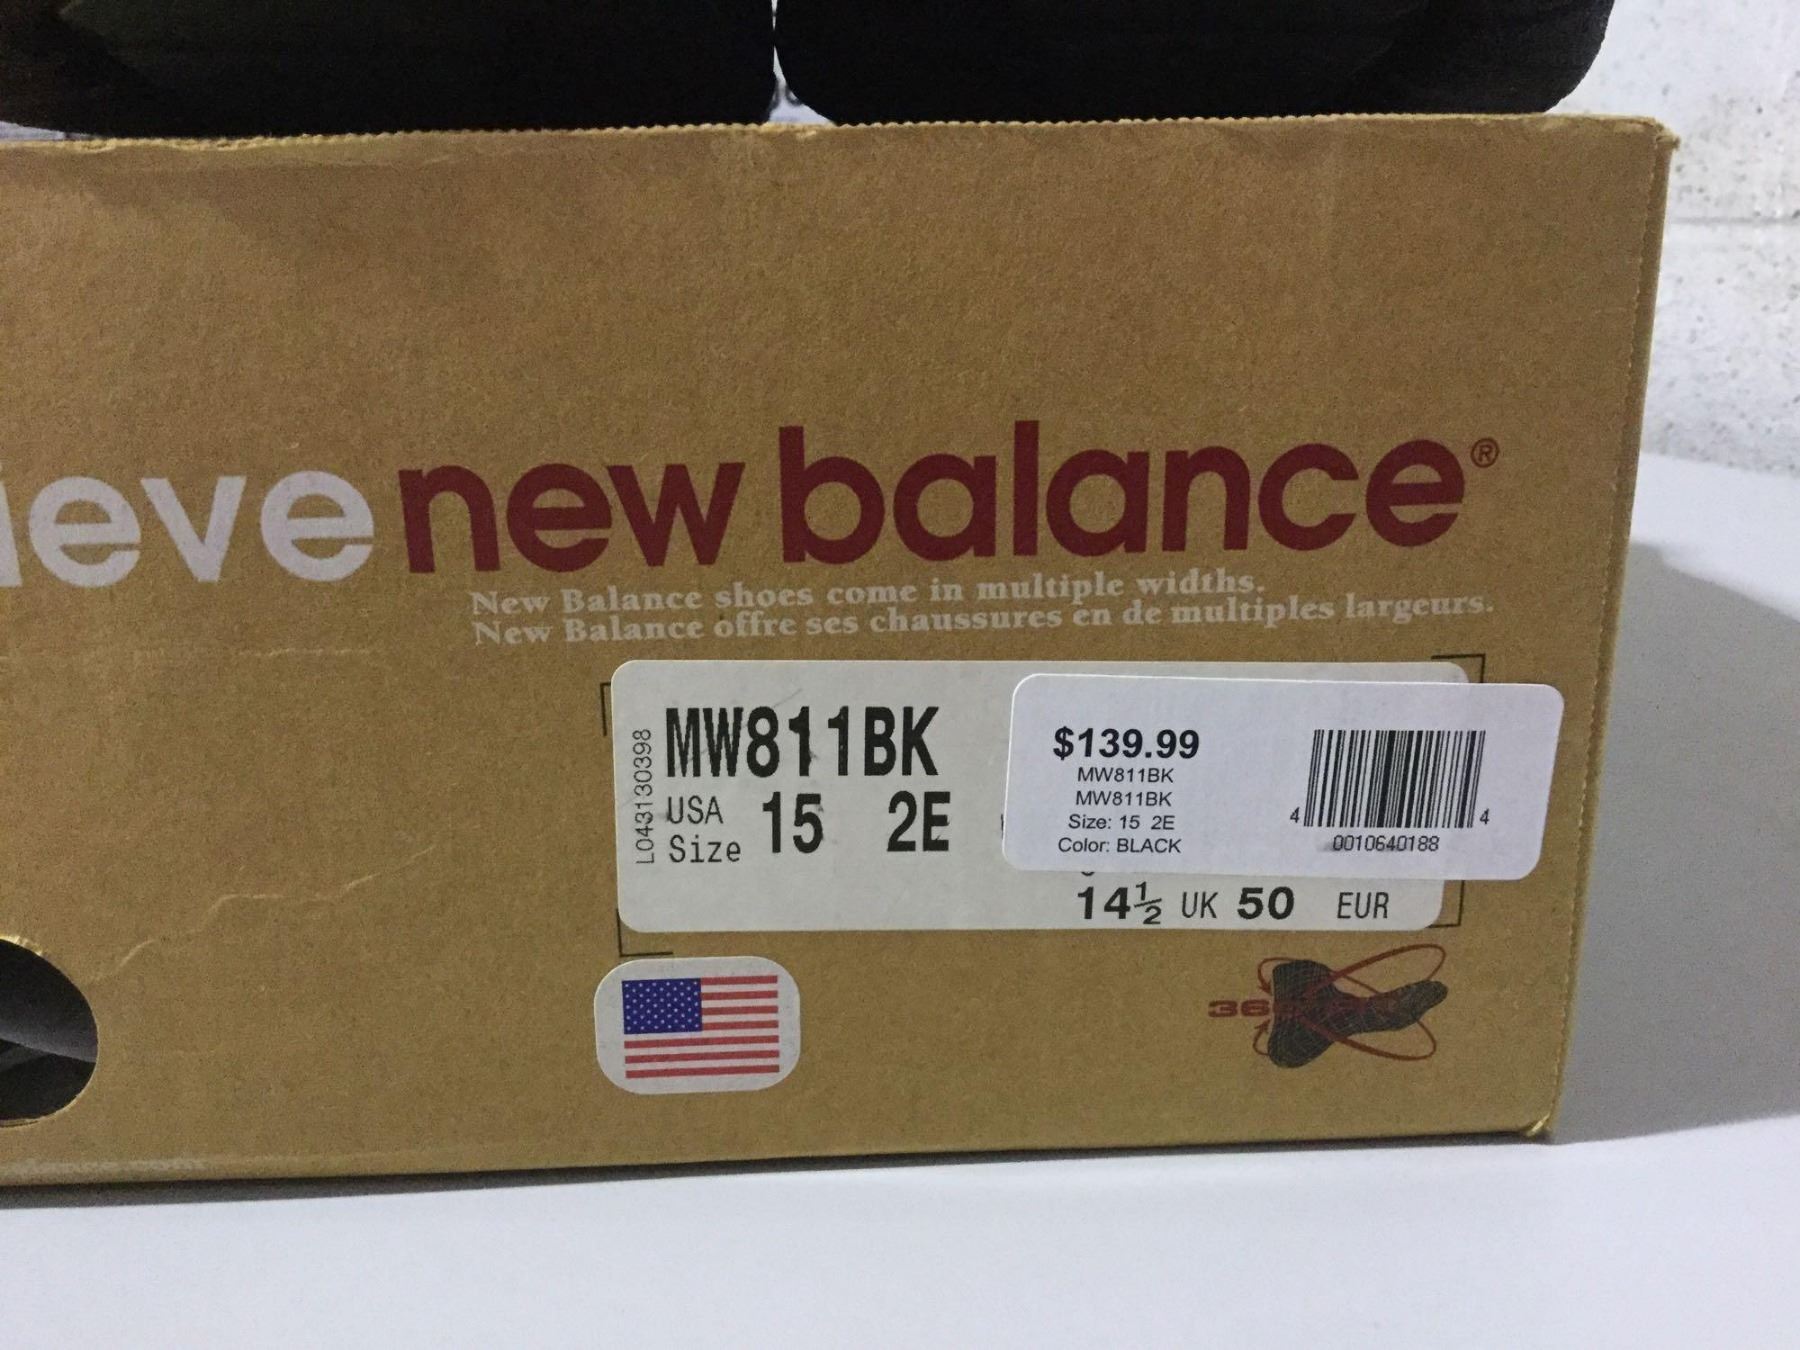 ieve new balance®
New Balance shoes come in multiple widths.
New Balance offre ses chaussures en de multiples largeurs.
L043130398
MW811BK
USA Size 15 2E
$139.99
MW811BK
MW811BK
Size: 15 2E
Color: BLACK
4 4
0010640188
14½ UK 50 EUR
36